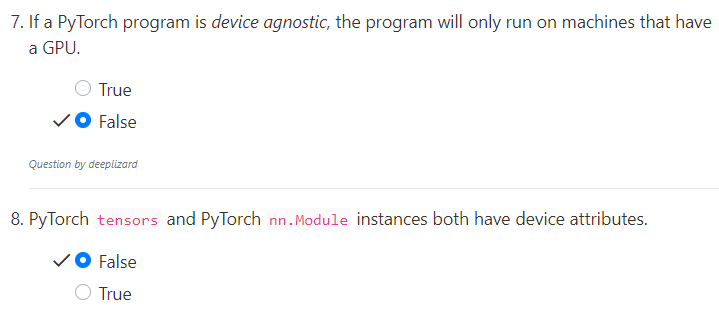 7. If a PyTorch program is device agnostic, the program will only run on machines that have
a GPU.
True
False
Question by deeplizard
8. PyTorch tensors and PyTorch nn.Module instances both have device attributes.
False
True